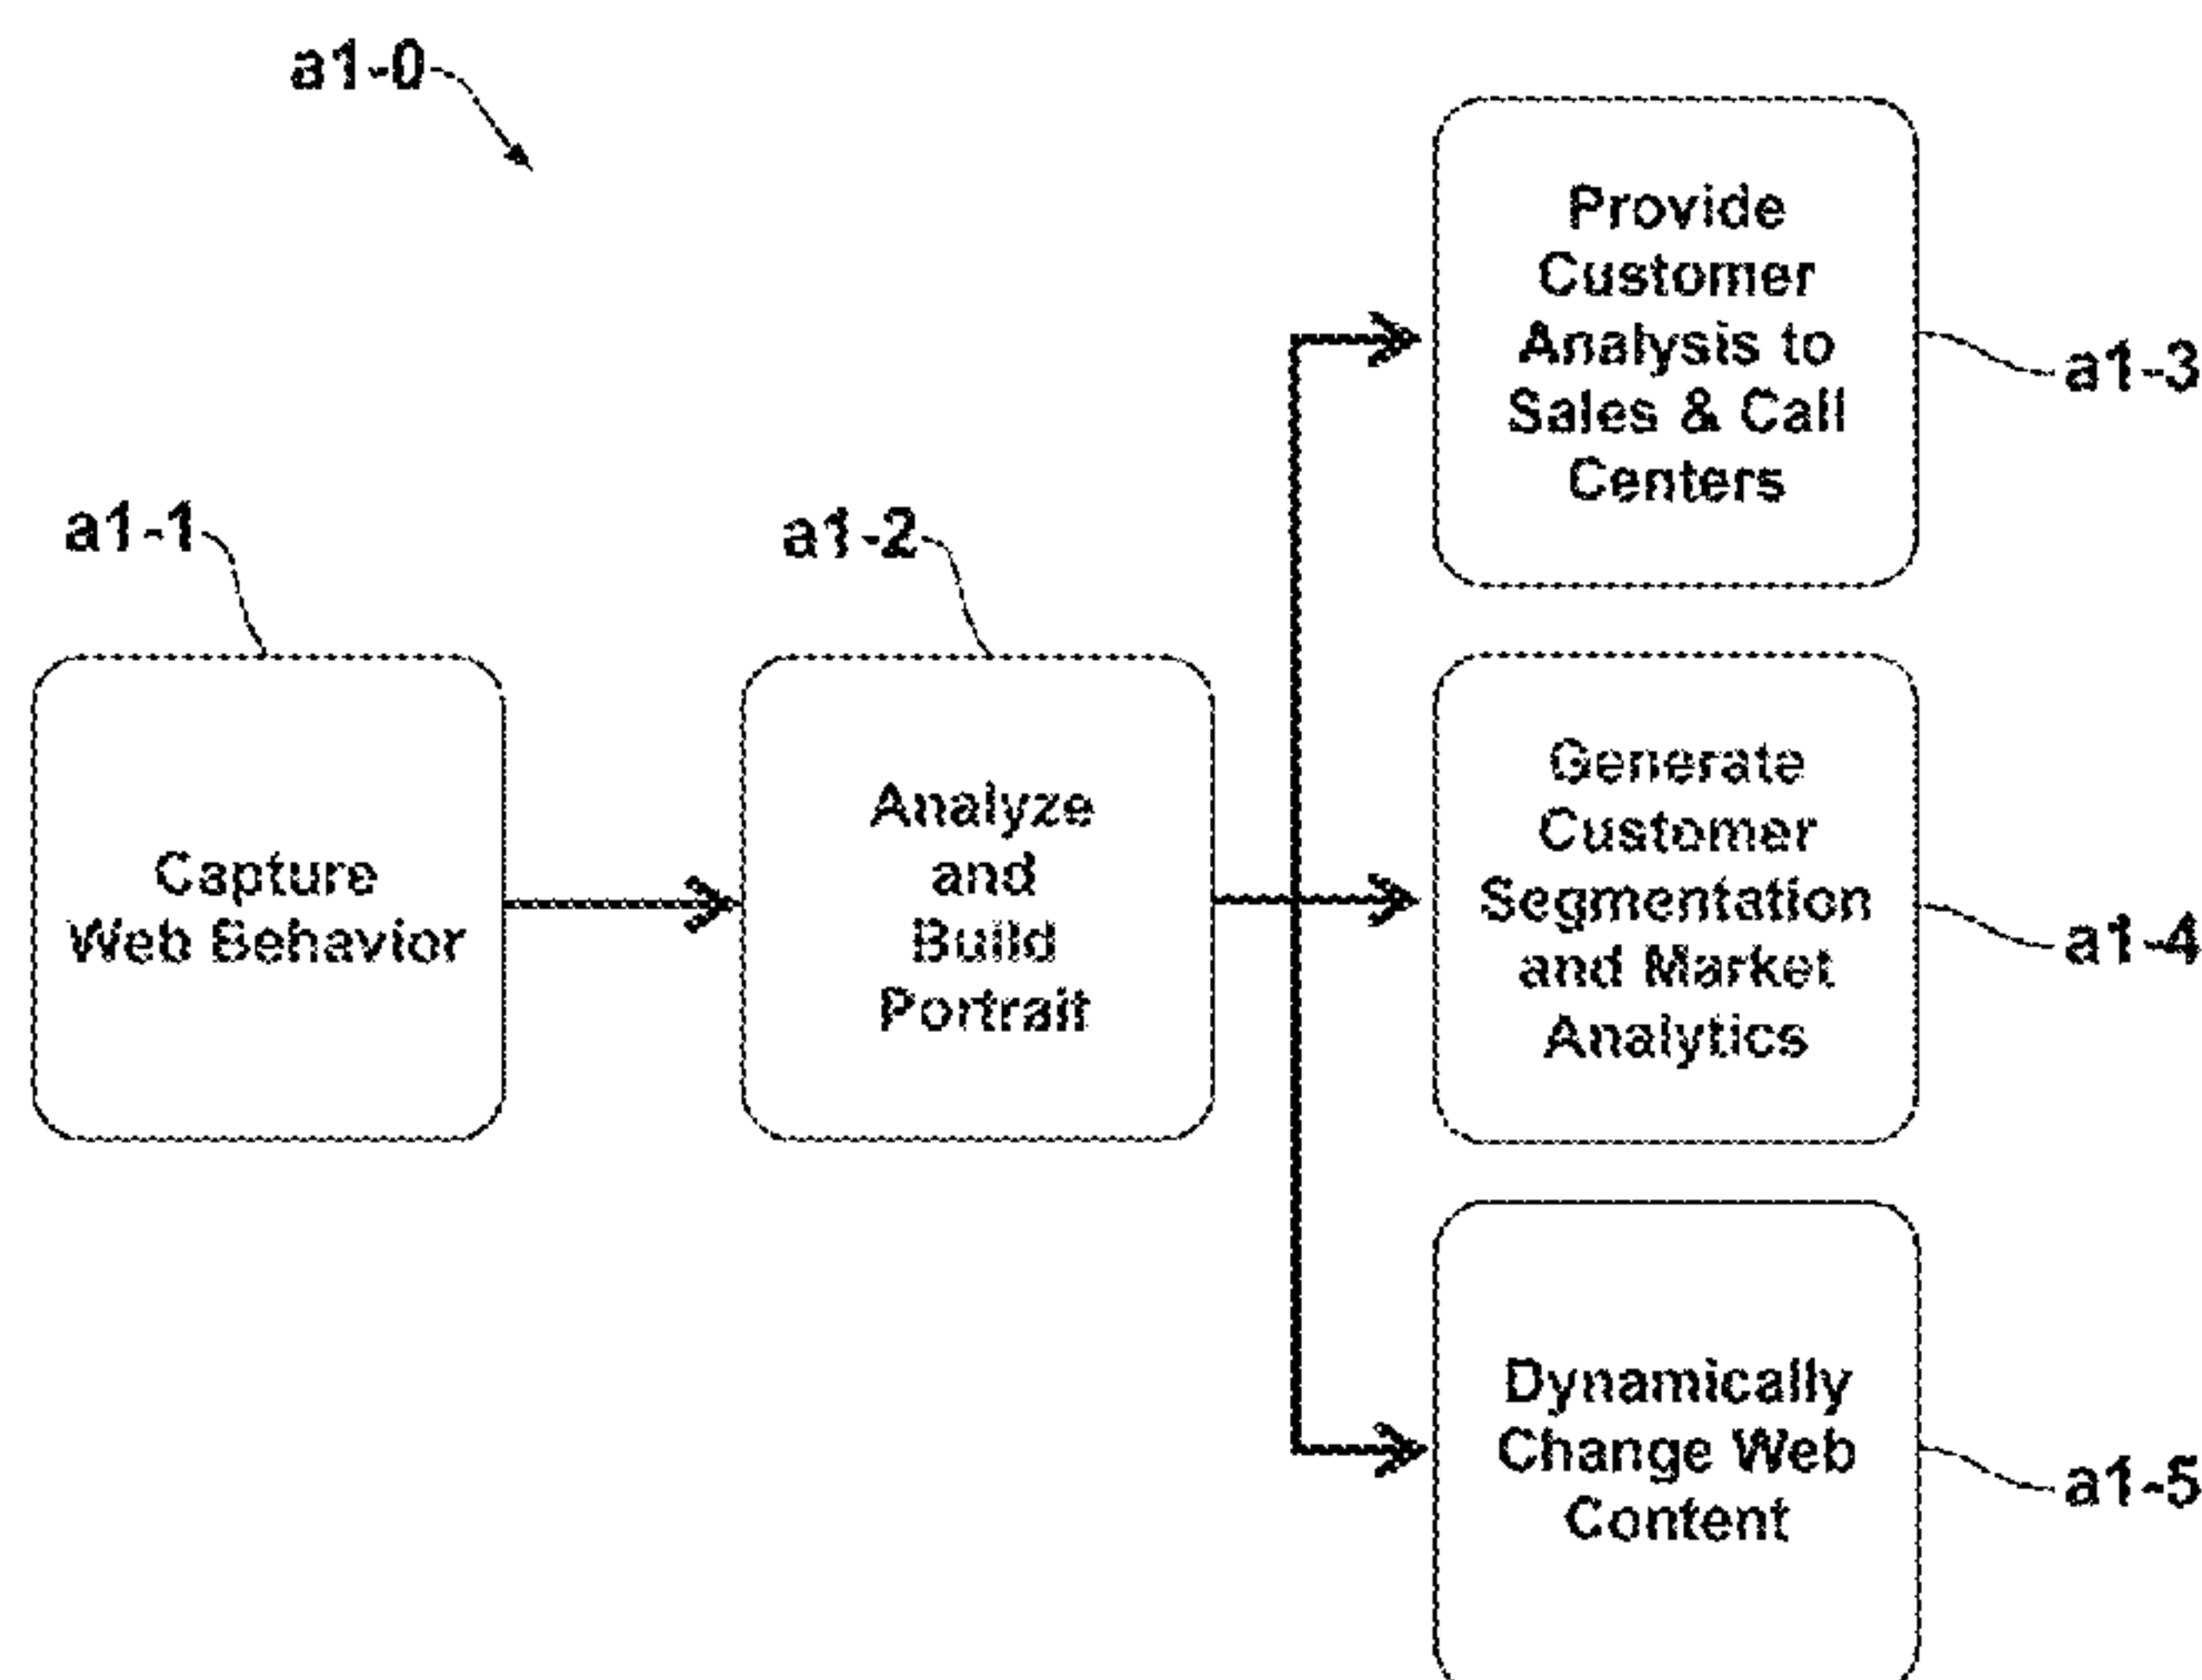 a1-0
Provide
Customer
Analysis to
Sales & Call
Centers
a1-3
a1-1
a1-2
Capture
Web Behavior
Analyze
and
Build
Portrait
Generate
Customer
Segmentation
and Market
Analytics
a1-4
Dynamically
Change Web
Content
a1-5